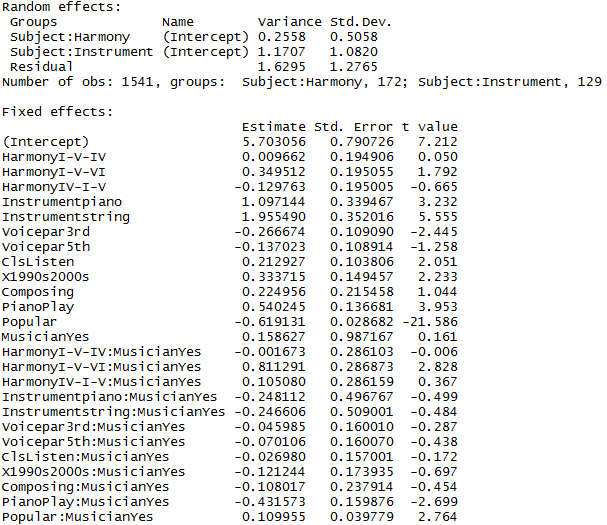 Random effects:
Groups Name Variance Std.Dev.
Subject:Harmony (Intercept) 0.2558 0.5058
Subject:Instrument (Intercept) 1.1707 1.0820
Residual 1.6295 1.2765
Number of obs: 1541, groups: Subject:Harmony, 172; Subject:Instrument, 129
Fixed effects:
Estimate Std. Error t value
(Intercept) 5.703056 0.790726 7.212
HarmonyI-V-IV 0.009662 0.194906 0.050
HarmonyI-V-VI 0.349512 0.195055 1.792
HarmonyIV-I-V -0.129763 0.195005 -0.665
Instrumentpiano 1.097144 0.339467 3.232
Instrumentstring 1.955490 0.352016 5.555
Voicepar3rd -0.266674 0.109090 -2.445
Voicepar5th -0.137023 0.108914 -1.258
ClsListen 0.212927 0.103806 2.051
X1990s2000s 0.333715 0.149457 2.233
Composing 0.224956 0.215458 1.044
PianoPlay 0.540245 0.136681 3.953
Popular -0.619131 0.028682 -21.586
MusicianYes 0.158627 0.987167 0.161
HarmonyI-V-IV:MusicianYes -0.001673 0.286103 -0.006
HarmonyI-V-VI:MusicianYes 0.811291 0.286873 2.828
HarmonyIV-I-V:MusicianYes 0.105080 0.286159 0.367
Instrumentpiano:MusicianYes -0.248112 0.496767 -0.499
Instrumentstring:MusicianYes -0.246606 0.509001 -0.484
Voicepar3rd:MusicianYes -0.045985 0.160010 -0.287
Voicepar5th:MusicianYes -0.070106 0.160070 -0.438
ClsListen:MusicianYes -0.026980 0.157001 -0.172
X1990s2000s:MusicianYes -0.121244 0.173935 -0.697
Composing:MusicianYes -0.108017 0.237914 -0.454
PianoPlay:MusicianYes -0.431573 0.159876 -2.699
Popular:MusicianYes 0.109955 0.039779 2.764